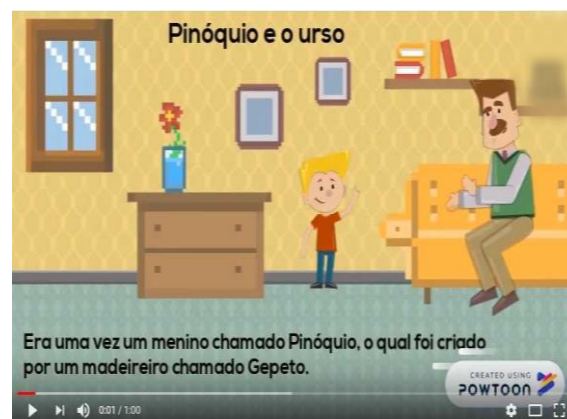 Pinóquio e o urso
Era uma vez um menino chamado Pinóquio, o qual foi criado
por um madeireiro chamado Gepeto.
CREATED USING
POWTOON
0:01 / 1:00